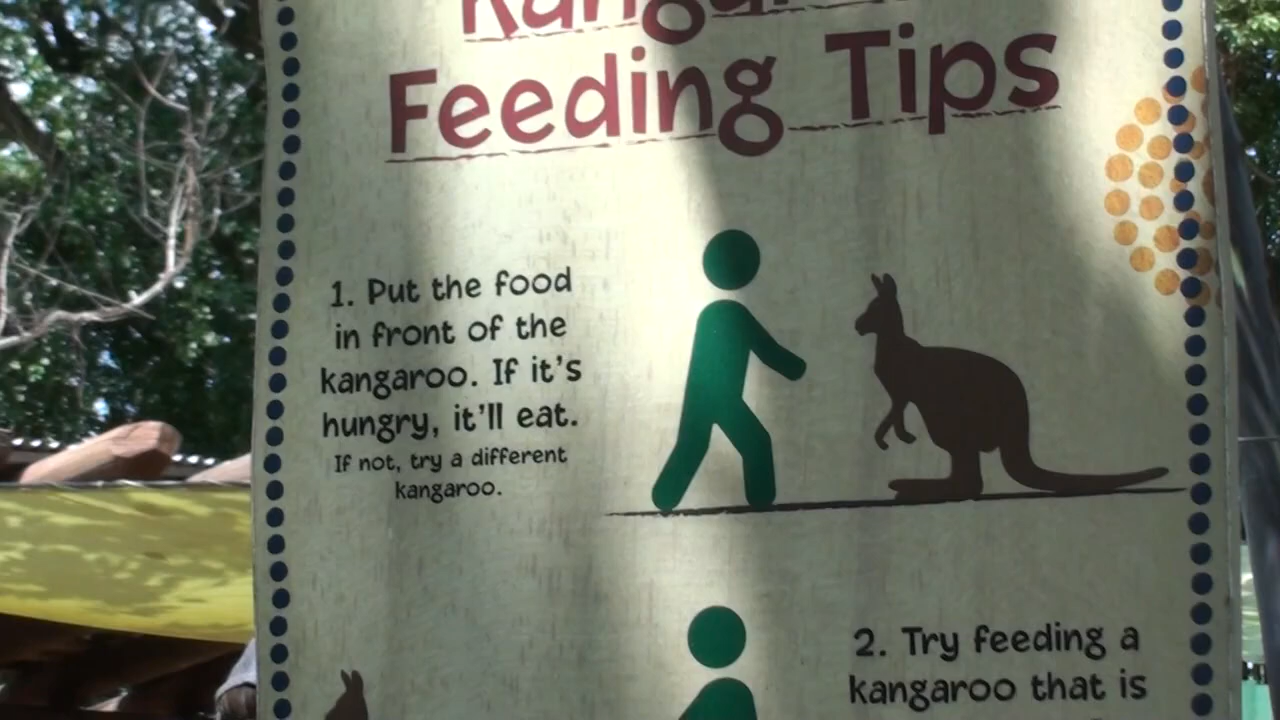 Feeding Tips
1. Put the food
in front of the
kangaroo. If it's
hungry, it'll eat.
If not, try a different
kangaroo.
2. Try feeding a
kangaroo that is